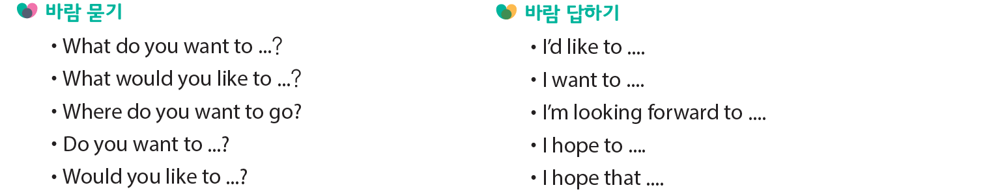 바람 묻기
• What do you want to ...?
• What would you like to ...?
• Where do you want to go?
• Do you want to ...?
• Would you like to ...?
바람 답하기
• I’d like to ....
• I want to ....
• I’m looking forward to ....
• I hope to ....
• I hope that ....